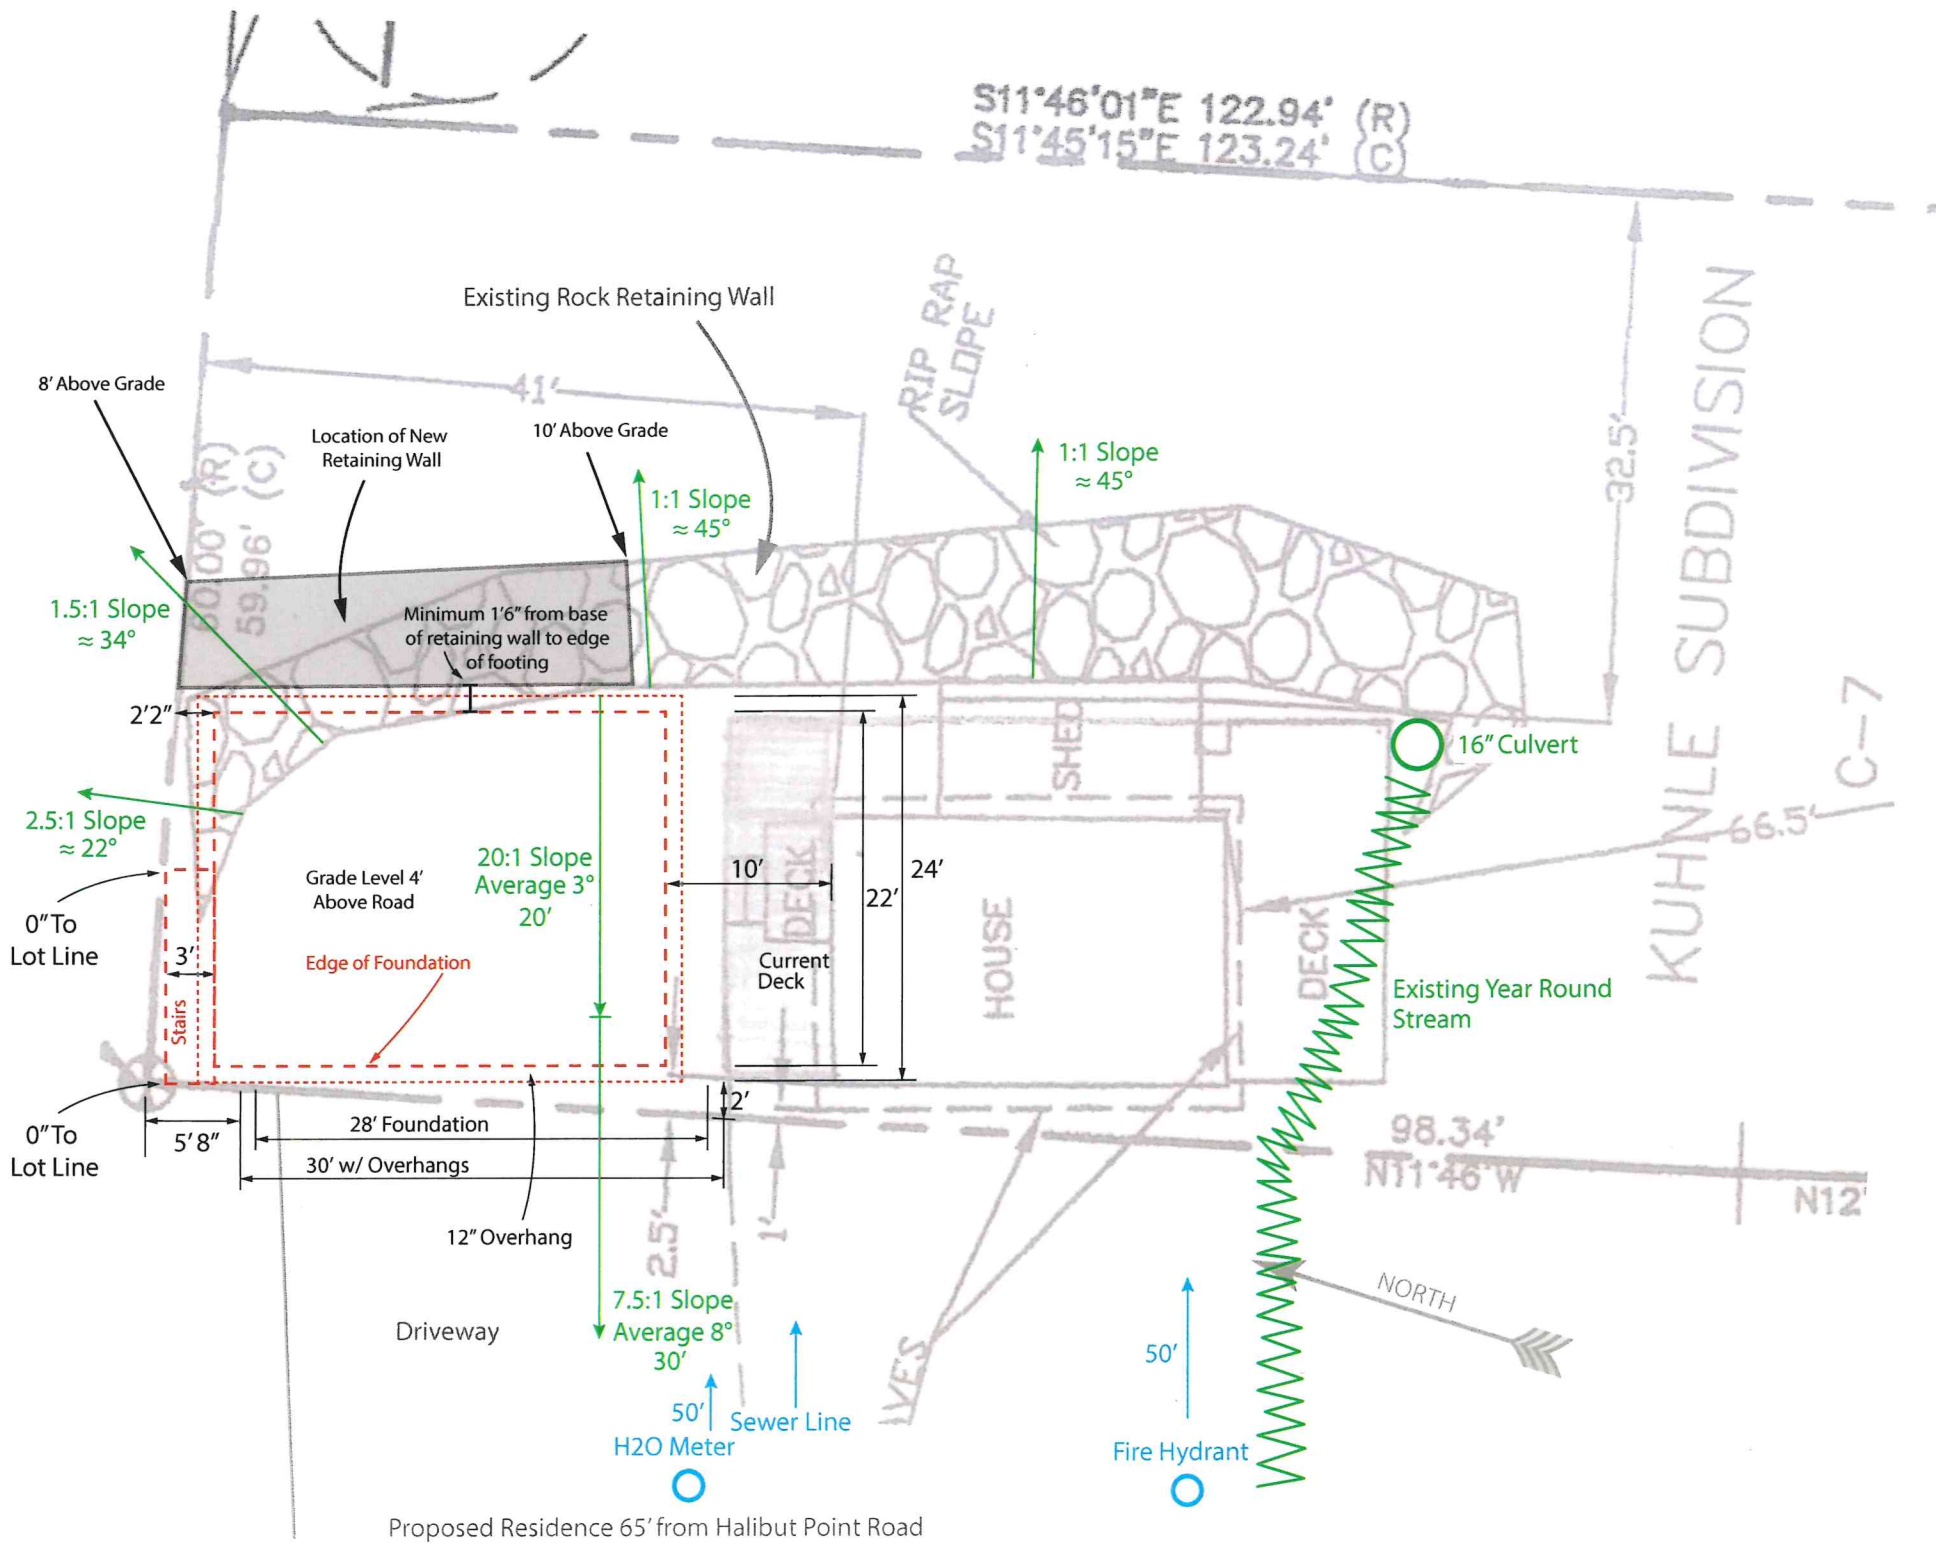 S11°46'01"E 122.94' (R)
S11°45'15"E 123.24' (C)
Existing Rock Retaining Wall
RIP RAP
SLOPE
8' Above Grade
41'
Location of New
Retaining Wall
10' Above Grade
1:1 Slope
≈ 45°
1:1 Slope
≈ 45°
32.5'
KUHNLE SUBDIVISION
60.00' (R)
59.96' (C)
1.5:1 Slope
≈ 34°
Minimum 1'6" from base
of retaining wall to edge
of footing
2'2"
SHED
16" Culvert
C-7
66.5'
2.5:1 Slope
≈ 22°
20:1 Slope
Average 3°
20'
10'
24'
22'
DECK
Grade Level 4'
Above Road
0" To
Lot Line
3'
Edge of Foundation
Current
Deck
HOUSE
DECK
Existing Year Round
Stream
Stairs
0" To
Lot Line
5' 8"
28' Foundation
2'
30' w/ Overhangs
98.34'
N11°46'W
N12°
12" Overhang
2.5'
1'
NORTH
7.5:1 Slope
Average 8°
30'
Driveway
50'
50'
Sewer Line
H2O Meter
Fire Hydrant
Proposed Residence 65' from Halibut Point Road